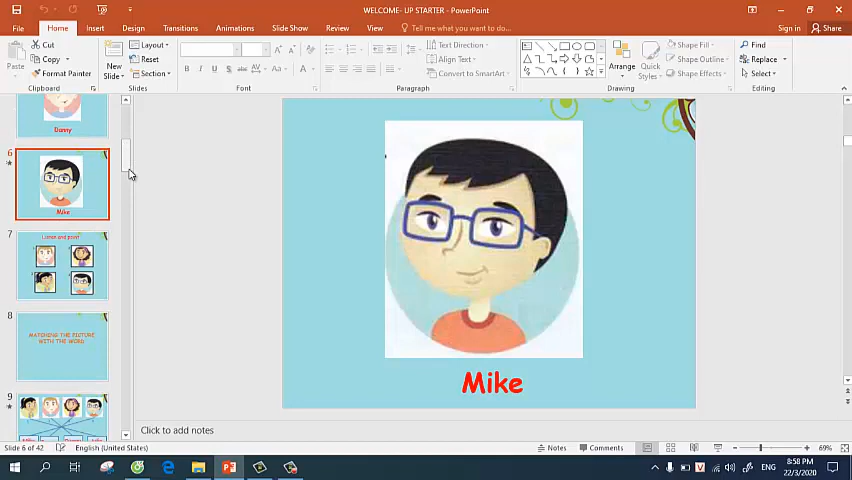 WELCOME- UP STARTER - PowerPoint
File Home Insert Design Transitions Animations Slide Show Review View Tell me what you want to do... Sign in Share
Paste
Cut
Copy
Format Painter
Clipboard
New Slide
Layout
Reset
Section
Slides
B I U S abc AV Aa A
Font
Paragraph
Text Direction
Align Text
Convert to SmartArt
Drawing
Arrange
Quick Styles
Shape Fill
Shape Outline
Shape Effects
Find
Replace
Select
Editing
Danny
6
Mike
7
Listen and point
8
MATCHING THE PICTURE
WITH THE WORD
9
Mike
Click to add notes
Slide 6 of 42 English (United States) Notes Comments 69%
ENG
8:58 PM
22/3/2020